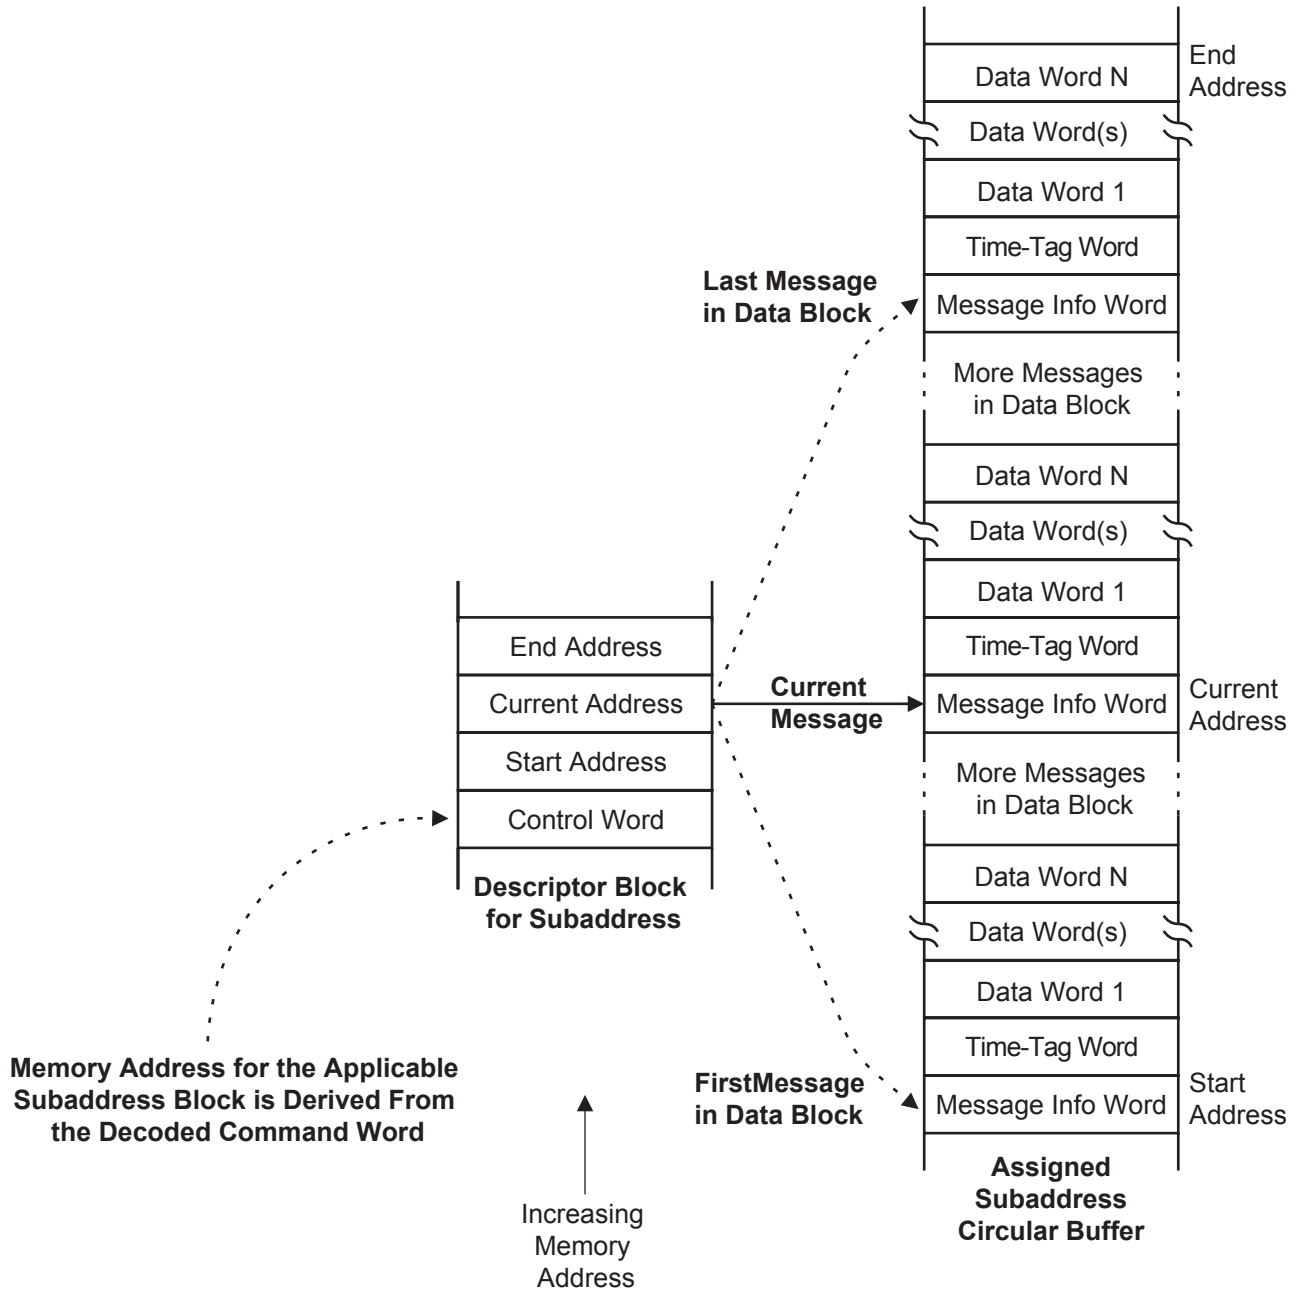 Data Word N
End
Address
Data Word(s)
Data Word 1
Time-Tag Word
Last Message
in Data Block
Message Info Word
More Messages
in Data Block
Data Word N
Data Word(s)
Data Word 1
Time-Tag Word
End Address
Current Address
Start Address
Control Word
Descriptor Block
for Subaddress
Current
Message
Message Info Word
Current
Address
More Messages
in Data Block
Data Word N
Data Word(s)
Data Word 1
Time-Tag Word
Memory Address for the Applicable
Subaddress Block is Derived From
the Decoded Command Word
FirstMessage
in Data Block
Message Info Word
Start
Address
Assigned
Subaddress
Circular Buffer
Increasing
Memory
Address